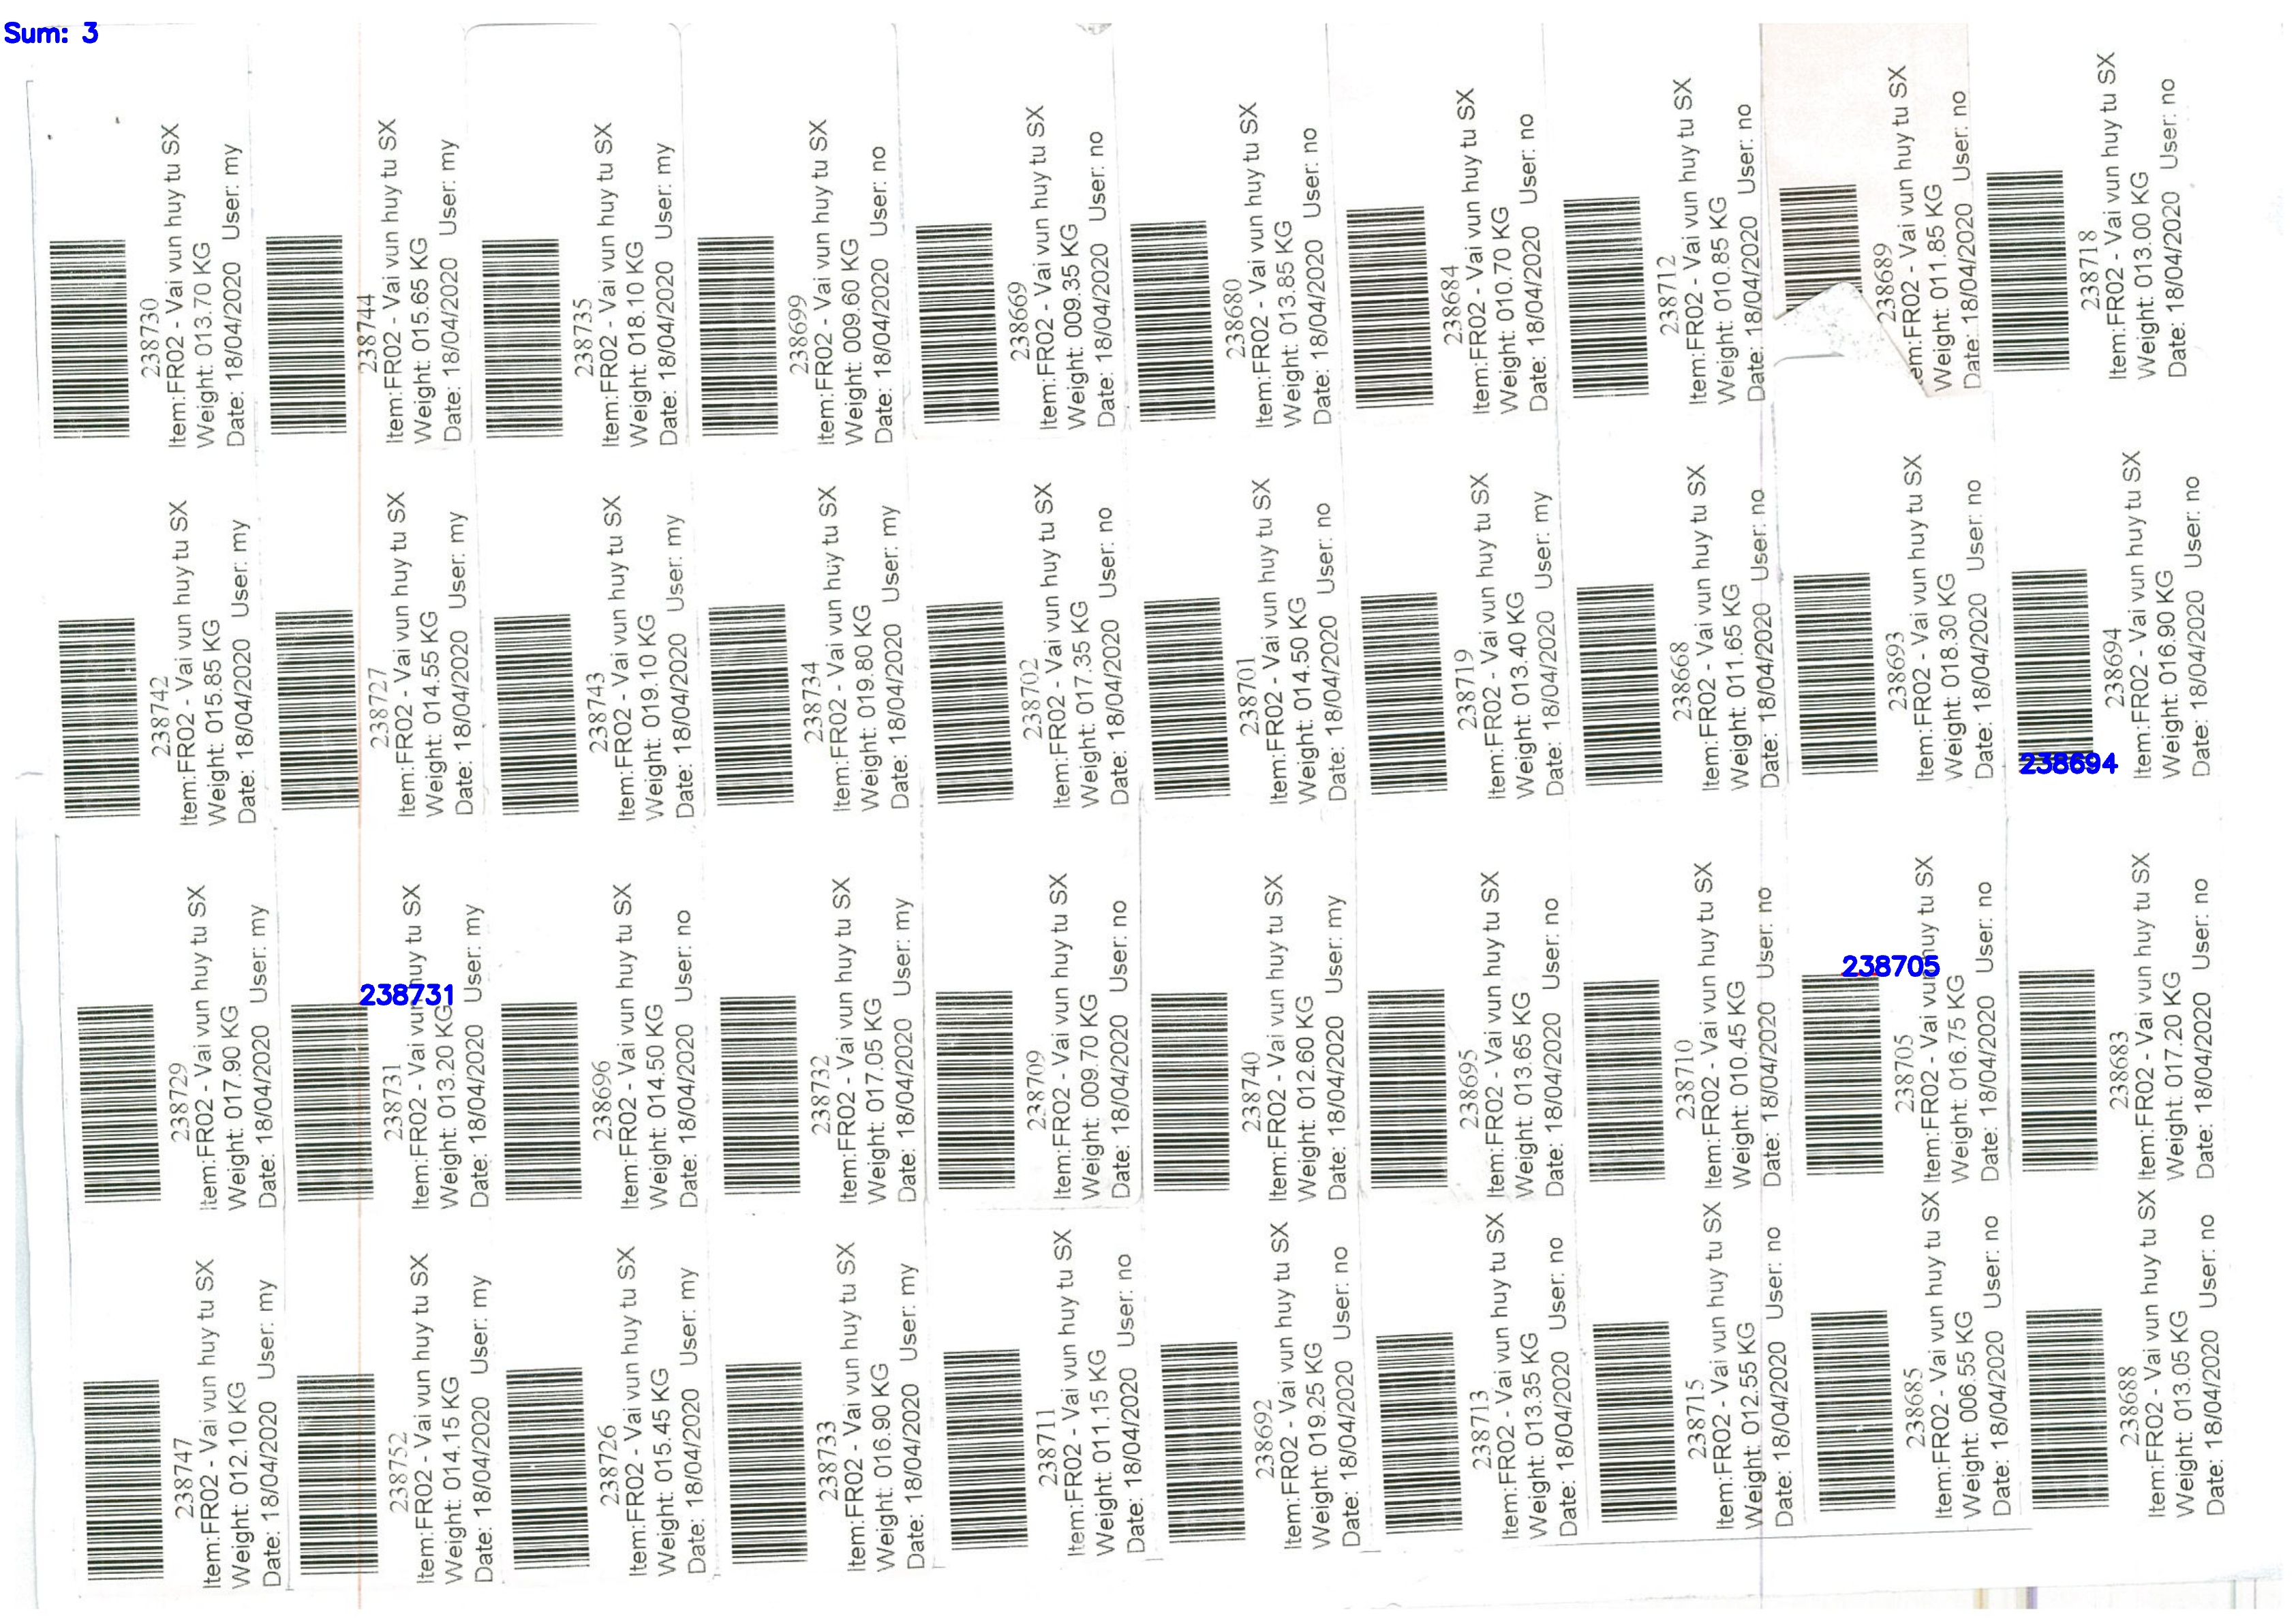 Sum: 3
238730
Item:FR02 - Vai vun huy tu SX
Weight: 013.70 KG
Date: 18/04/2020 User: my
238744
Item:FR02 - Vai vun huy tu SX
Weight: 015.65 KG
Date: 18/04/2020 User: my
238735
Item:FR02 - Vai vun huy tu SX
Weight: 018.10 KG
Date: 18/04/2020 User: my
238699
Item:FR02 - Vai vun huy tu SX
Weight: 009.60 KG
Date: 18/04/2020 User: no
238669
Item:FR02 - Vai vun huy tu SX
Weight: 009.35 KG
Date: 18/04/2020 User: no
238680
Item:FR02 - Vai vun huy tu SX
Weight: 013.85 KG
Date: 18/04/2020 User: no
238684
Item:FR02 - Vai vun huy tu SX
Weight: 010.70 KG
Date: 18/04/2020 User: no
238712
Item:FR02 - Vai vun huy tu SX
Weight: 010.85 KG
Date: 18/04/2020 User: no
238689
em:FR02 - Vai vun huy tu SX
Weight: 011.85 KG
Date: 18/04/2020 User: no
238718
Item:FR02 - Vai vun huy tu SX
Weight: 013.00 KG
Date: 18/04/2020 User: no
238742
Item:FR02 - Vai vun huy tu SX
Weight: 015.85 KG
Date: 18/04/2020 User: my
238727
Item:FR02 - Vai vun huy tu SX
Weight: 014.55 KG
Date: 18/04/2020 User: my
238743
Item:FR02 - Vai vun huy tu SX
Weight: 019.10 KG
Date: 18/04/2020 User: my
238734
Item:FR02 - Vai vun huy tu SX
Weight: 019.80 KG
Date: 18/04/2020 User: my
238702
Item:FR02 - Vai vun huy tu SX
Weight: 017.35 KG
Date: 18/04/2020 User: no
238701
Item:FR02 - Vai vun huy tu SX
Weight: 014.50 KG
Date: 18/04/2020 User: no
238719
Item:FR02 - Vai vun huy tu SX
Weight: 013.40 KG
Date: 18/04/2020 User: my
238668
Item:FR02 - Vai vun huy tu SX
Weight: 011.65 KG
Date: 18/04/2020 User: no
238693
Item:FR02 - Vai vun huy tu SX
Weight: 018.30 KG
Date: 18/04/2020 User: no
238694
238694
Item:FR02 - Vai vun huy tu SX
Weight: 016.90 KG
Date: 18/04/2020 User: no
238729
Item:FR02 - Vai vun huy tu SX
Weight: 017.90 KG
Date: 18/04/2020 User: my
238731
238731
Item:FR02 - Vai vun huy tu SX
Weight: 013.20 KG
Date: 18/04/2020 User: my
238696
Item:FR02 - Vai vun huy tu SX
Weight: 014.50 KG
Date: 18/04/2020 User: no
238732
Item:FR02 - Vai vun huy tu SX
Weight: 017.05 KG
Date: 18/04/2020 User: my
238709
Item:FR02 - Vai vun huy tu SX
Weight: 009.70 KG
Date: 18/04/2020 User: no
238740
Item:FR02 - Vai vun huy tu SX
Weight: 012.60 KG
Date: 18/04/2020 User: my
238695
Item:FR02 - Vai vun huy tu SX
Weight: 013.65 KG
Date: 18/04/2020 User: no
238710
Item:FR02 - Vai vun huy tu SX
Weight: 010.45 KG
Date: 18/04/2020 User: no
238705
238705
Item:FR02 - Vai vun huy tu SX
Weight: 016.75 KG
Date: 18/04/2020 User: no
238683
Item:FR02 - Vai vun huy tu SX
Weight: 017.20 KG
Date: 18/04/2020 User: no
238747
Item:FR02 - Vai vun huy tu SX
Weight: 012.10 KG
Date: 18/04/2020 User: my
238752
Item:FR02 - Vai vun huy tu SX
Weight: 014.15 KG
Date: 18/04/2020 User: my
238726
Item:FR02 - Vai vun huy tu SX
Weight: 015.45 KG
Date: 18/04/2020 User: my
238733
Item:FR02 - Vai vun huy tu SX
Weight: 016.90 KG
Date: 18/04/2020 User: my
238711
Item:FR02 - Vai vun huy tu SX
Weight: 011.15 KG
Date: 18/04/2020 User: no
238692
Item:FR02 - Vai vun huy tu SX
Weight: 019.25 KG
Date: 18/04/2020 User: no
238713
Item:FR02 - Vai vun huy tu SX
Weight: 013.35 KG
Date: 18/04/2020 User: no
238715
Item:FR02 - Vai vun huy tu SX
Weight: 012.55 KG
Date: 18/04/2020 User: no
238685
Item:FR02 - Vai vun huy tu SX
Weight: 006.55 KG
Date: 18/04/2020 User: no
238688
Item:FR02 - Vai vun huy tu SX
Weight: 013.05 KG
Date: 18/04/2020 User: no